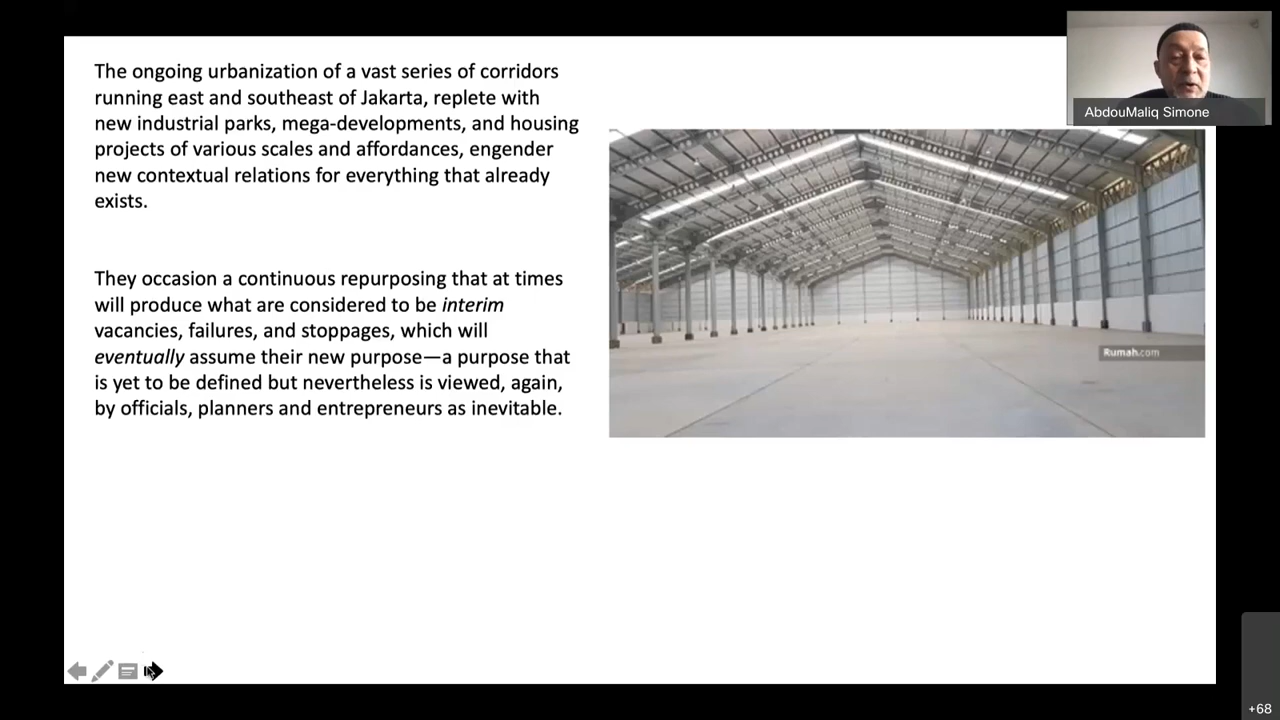 The ongoing urbanization of a vast series of corridors
running east and southeast of Jakarta, replete with
new industrial parks, mega-developments, and housing
projects of various scales and affordances, engender
new contextual relations for everything that already
exists.
They occasion a continuous repurposing that at times
will produce what are considered to be interim
vacancies, failures, and stoppages, which will
eventually assume their new purpose—a purpose that
is yet to be defined but nevertheless is viewed, again,
by officials, planners and entrepreneurs as inevitable.
AbdouMaliq Simone
Rumah.com
+68